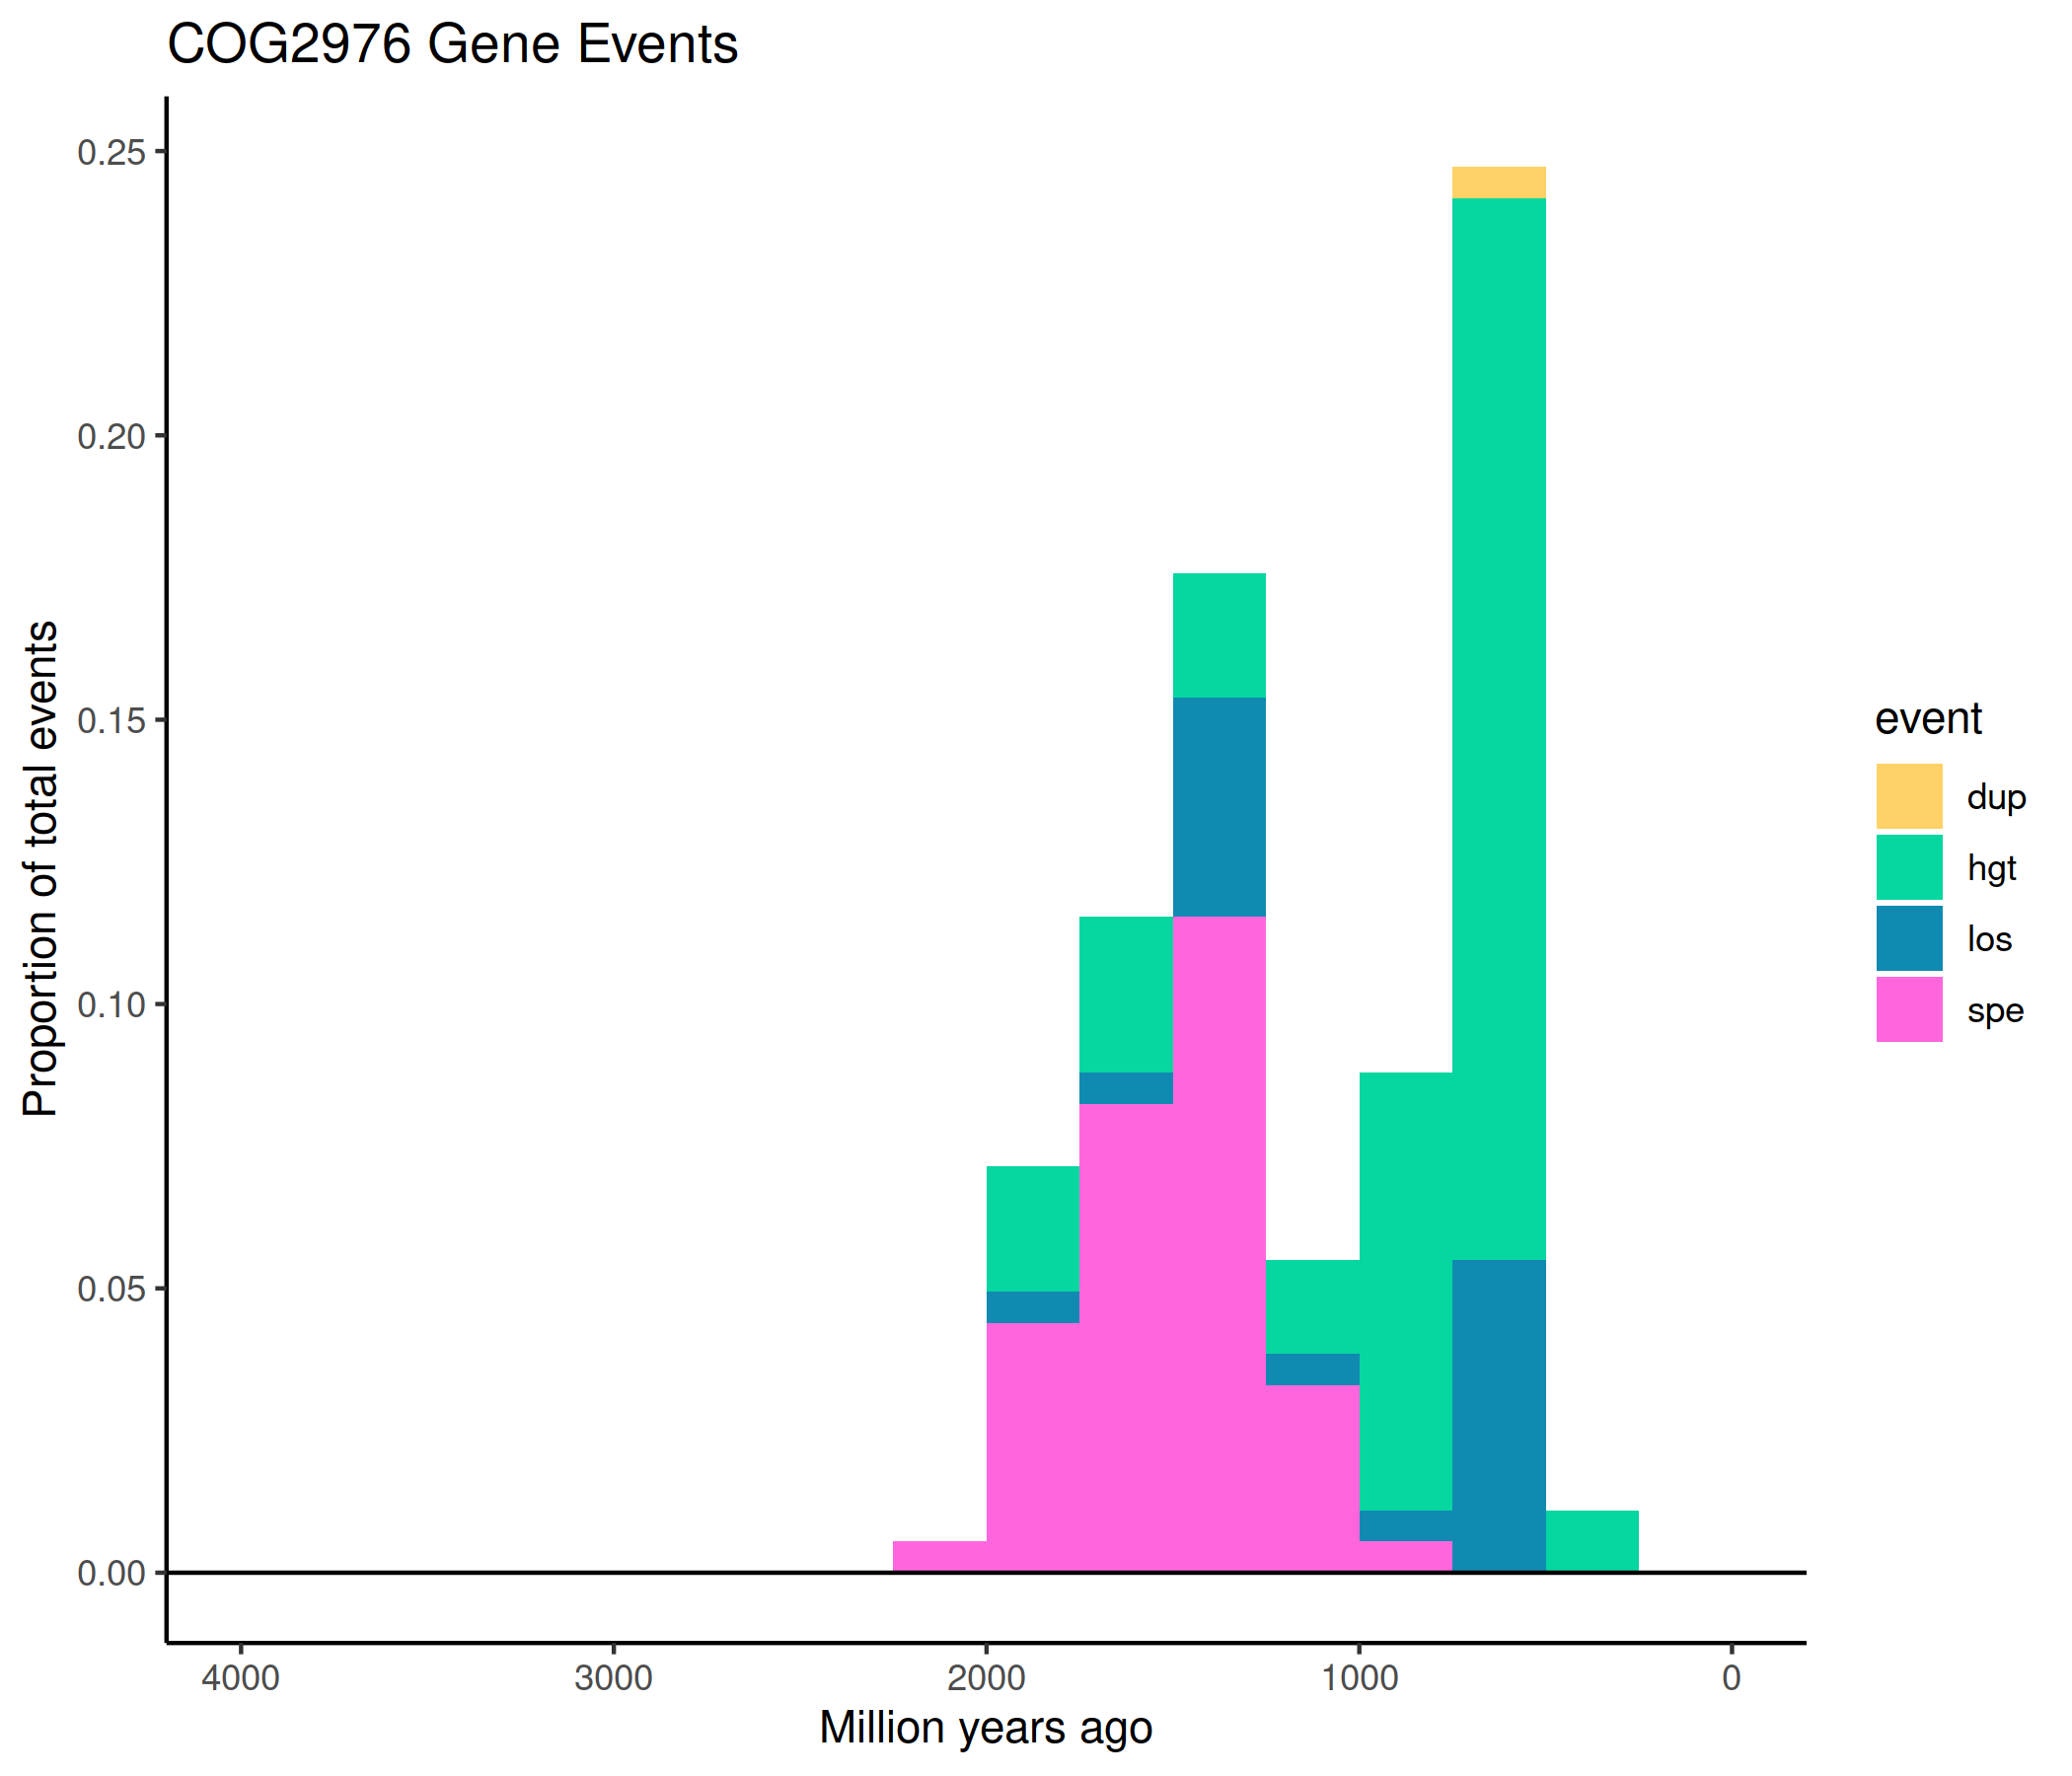 COG2976 Gene Events
Proportion of total events
0.25
0.20
0.15
0.10
0.05
0.00
4000 3000 2000 1000 0
Million years ago
event
dup
hgt
los
spe